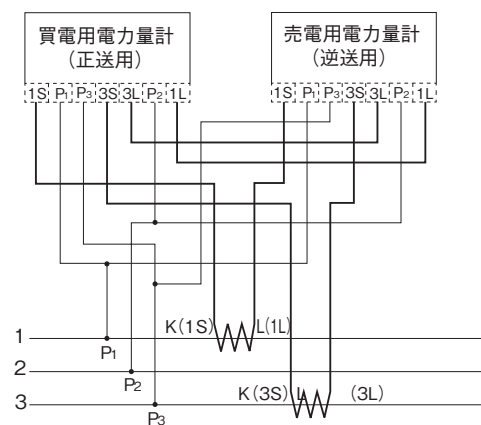 買電用電力量計
(正送用)
売電用電力量計
(逆送用)
1S P1 P3 3S 3L P2 1L
1S P1 P3 3S 3L P2 1L
K(1S) L(1L)
1
P1
2
P2
K(3S) L (3L)
3
P3